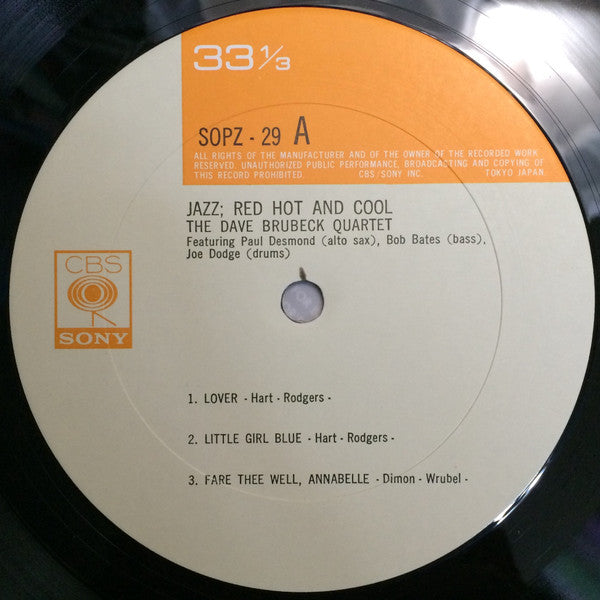 33 1/3
SOPZ - 29 A
ALL RIGHTS OF THE MANUFACTURER AND OF THE OWNER OF THE RECORDED WORK
RESERVED. UNAUTHORIZED PUBLIC PERFORMANCE, BROADCASTING AND COPYING OF
THIS RECORD PROHIBITED. CBS/SONY INC. TOKYO JAPAN.
JAZZ; RED HOT AND COOL
THE DAVE BRUBECK QUARTET
Featuring Paul Desmond (alto sax), Bob Bates (bass),
Joe Dodge (drums)
CBS
SONY
1. LOVER - Hart - Rodgers -
2. LITTLE GIRL BLUE - Hart - Rodgers -
3. FARE THEE WELL, ANNABELLE - Dimon - Wrubel -